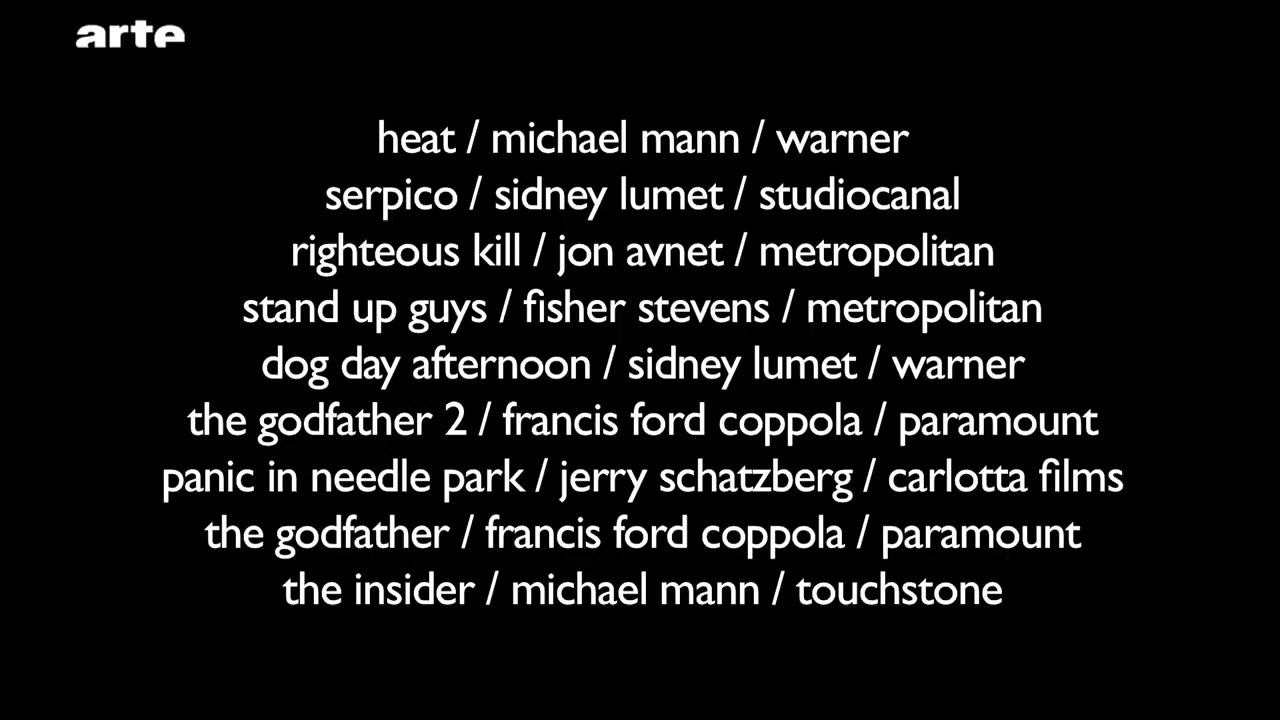 arte
heat / michael mann / warner
serpico / sidney lumet / studiocanal
righteous kill / jon avnet / metropolitan
stand up guys / fisher stevens / metropolitan
dog day afternoon / sidney lumet / warner
the godfather 2 / francis ford coppola / paramount
panic in needle park / jerry schatzberg / carlotta films
the godfather / francis ford coppola / paramount
the insider / michael mann / touchstone